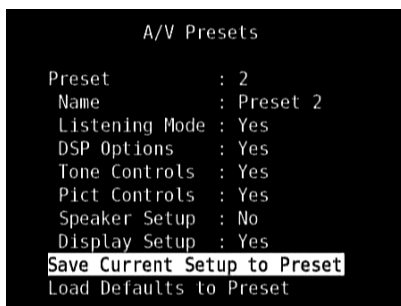 A/V Presets
Preset : 2
Name : Preset 2
Listening Mode : Yes
DSP Options : Yes
Tone Controls : Yes
Pict Controls : Yes
Speaker Setup : No
Display Setup : Yes
Save Current Setup to Preset
Load Defaults to Preset